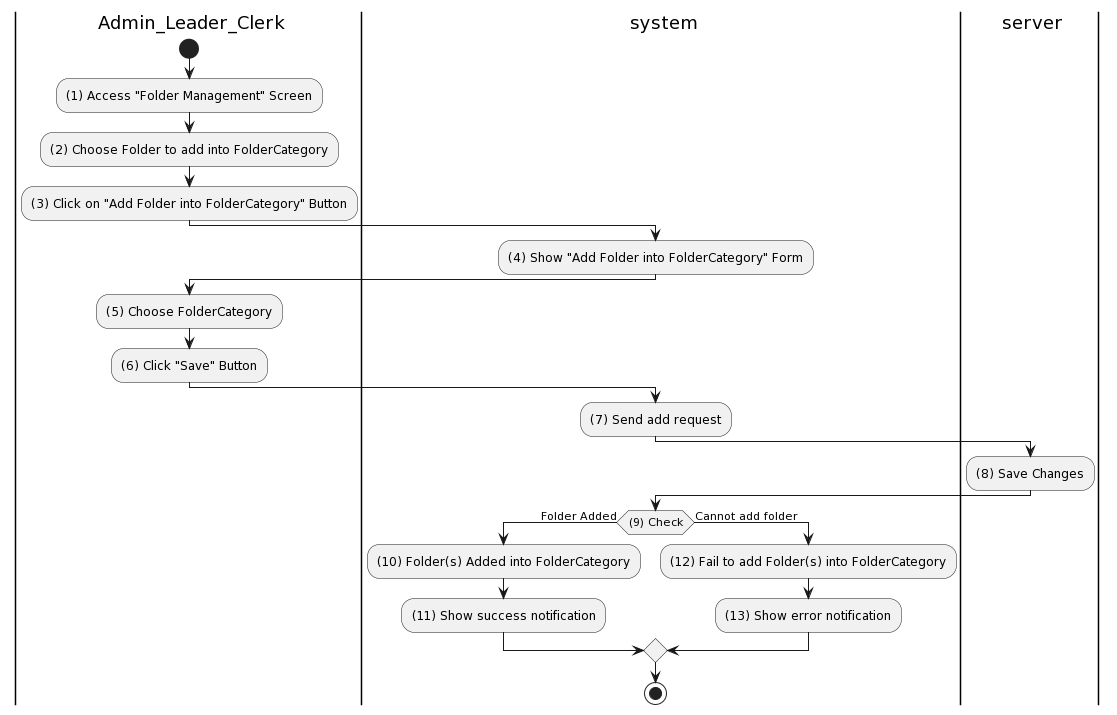 Admin_Leader_Clerk
system
server
(1) Access "Folder Management" Screen
(2) Choose Folder to add into FolderCategory
(3) Click on "Add Folder into FolderCategory" Button
(4) Show "Add Folder into FolderCategory" Form
(5) Choose FolderCategory
(6) Click "Save" Button
(7) Send add request
(8) Save Changes
Folder Added
(9) Check
Cannot add folder
(10) Folder(s) Added into FolderCategory
(12) Fail to add Folder(s) into FolderCategory
(11) Show success notification
(13) Show error notification